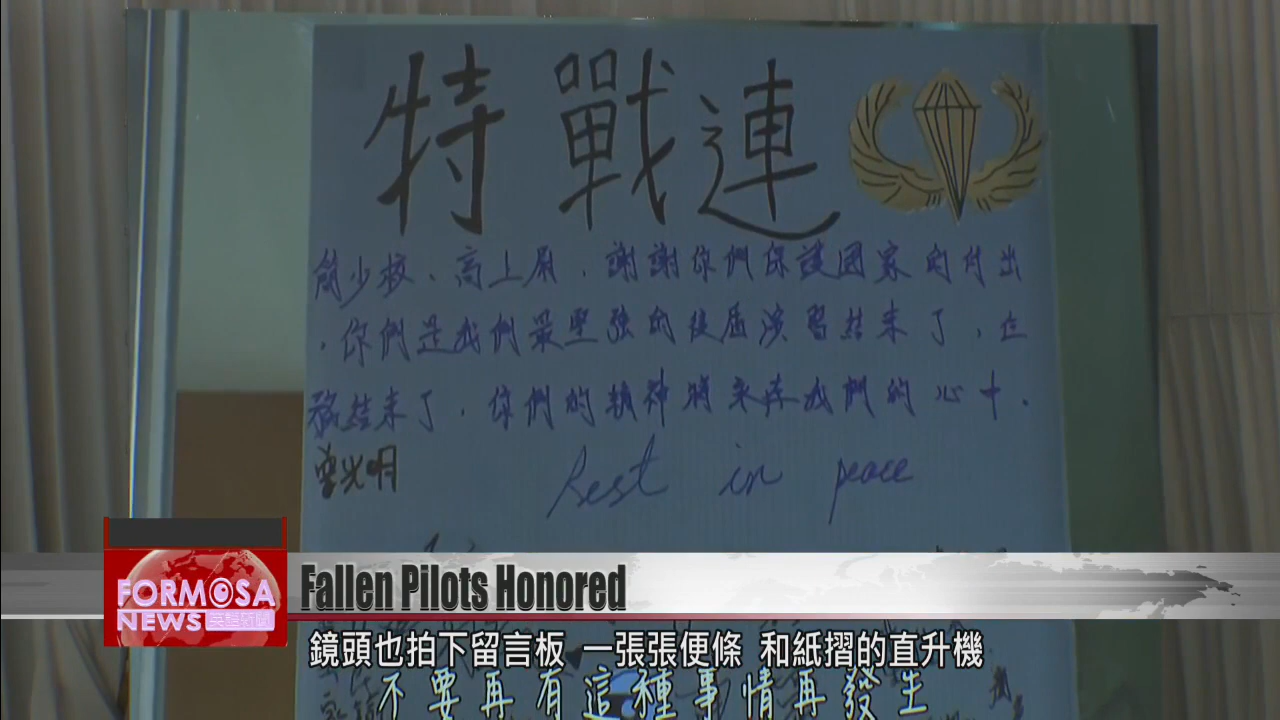 特戰連
簡少校、高上尉,謝謝你們保護國家的付出
,你們是我們最堅強的後盾演習結束了,任
務結束了,你們的精神將永存我們的心中.
Rest in peace
Fallen Pilots Honored
FORMOSA
NEWS
英語新聞
鏡頭也拍下留言板 一張張便條 和紙摺的直升機
不要再有這種事情再發生